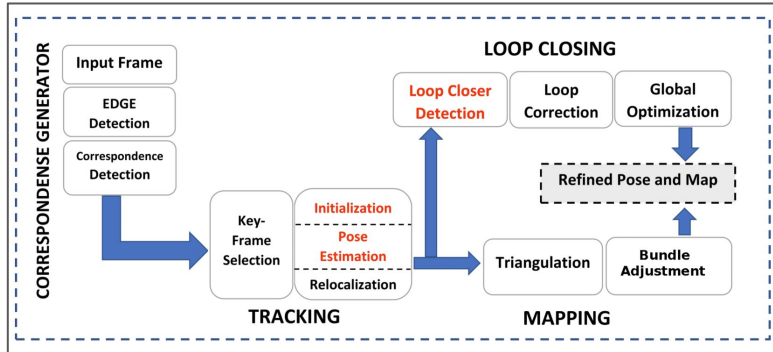 CORRESPONDENSE GENERATOR
Input Frame
EDGE
Detection
Correspondence
Detection
Key-
Frame
Selection
Initialization
Pose
Estimation
Relocalization
TRACKING
LOOP CLOSING
Loop Closer
Detection
Loop
Correction
Global
Optimization
Refined Pose and Map
Triangulation
Bundle
Adjustment
MAPPING